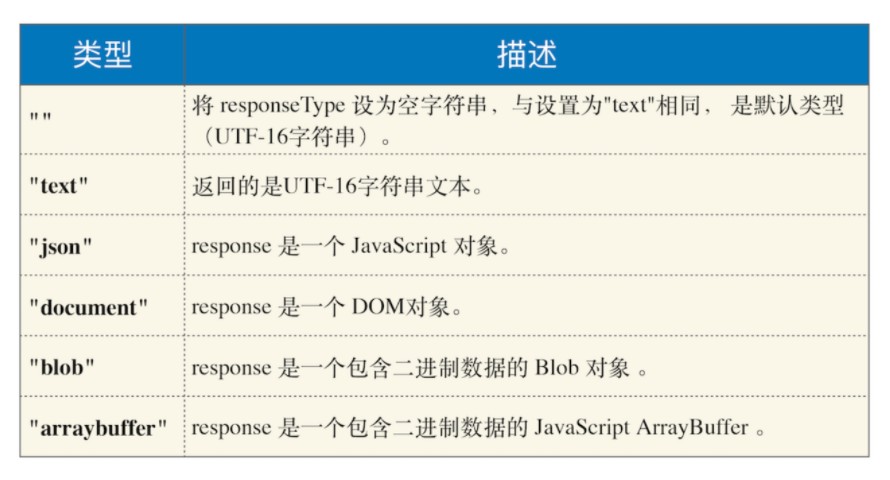 类型 描述
"" 将 responseType 设为空字符串，与设置为"text"相同， 是默认类型
（UTF-16字符串）。
"text" 返回的是UTF-16字符串文本。
"json" response 是一个 JavaScript 对象。
"document" response 是一个 DOM对象。
"blob" response 是一个包含二进制数据的 Blob 对象 。
"arraybuffer" response 是一个包含二进制数据的 JavaScript ArrayBuffer 。